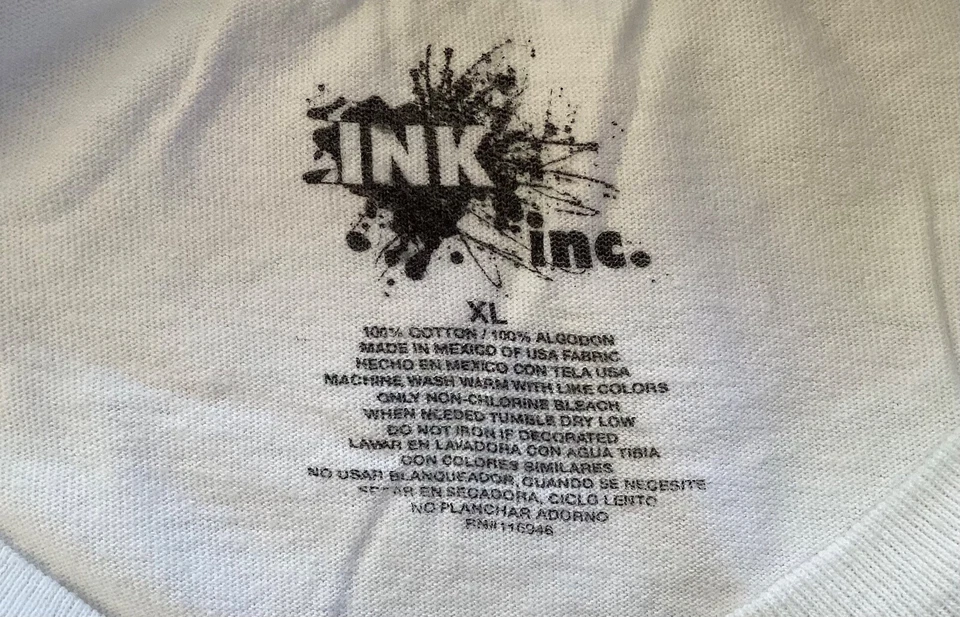 INK
inc.
XL
100% COTTON / 100% ALGODON
MADE IN MEXICO OF USA FABRIC
HECHO EN MEXICO CON TELA USA
MACHINE WASH WARM WITH LIKE COLORS
ONLY NON-CHLORINE BLEACH
WHEN NEEDED TUMBLE DRY LOW
DO NOT IRON IF DECORATED
LAVAR EN LAVADORA CON AGUA TIBIA
CON COLORES SIMILARES
NO USAR BLANQUEADOR, CUANDO SE NECESITE
SECAR EN SECADORA, CICLO LENTO
NO PLANCHAR ADORNO
RN#116946